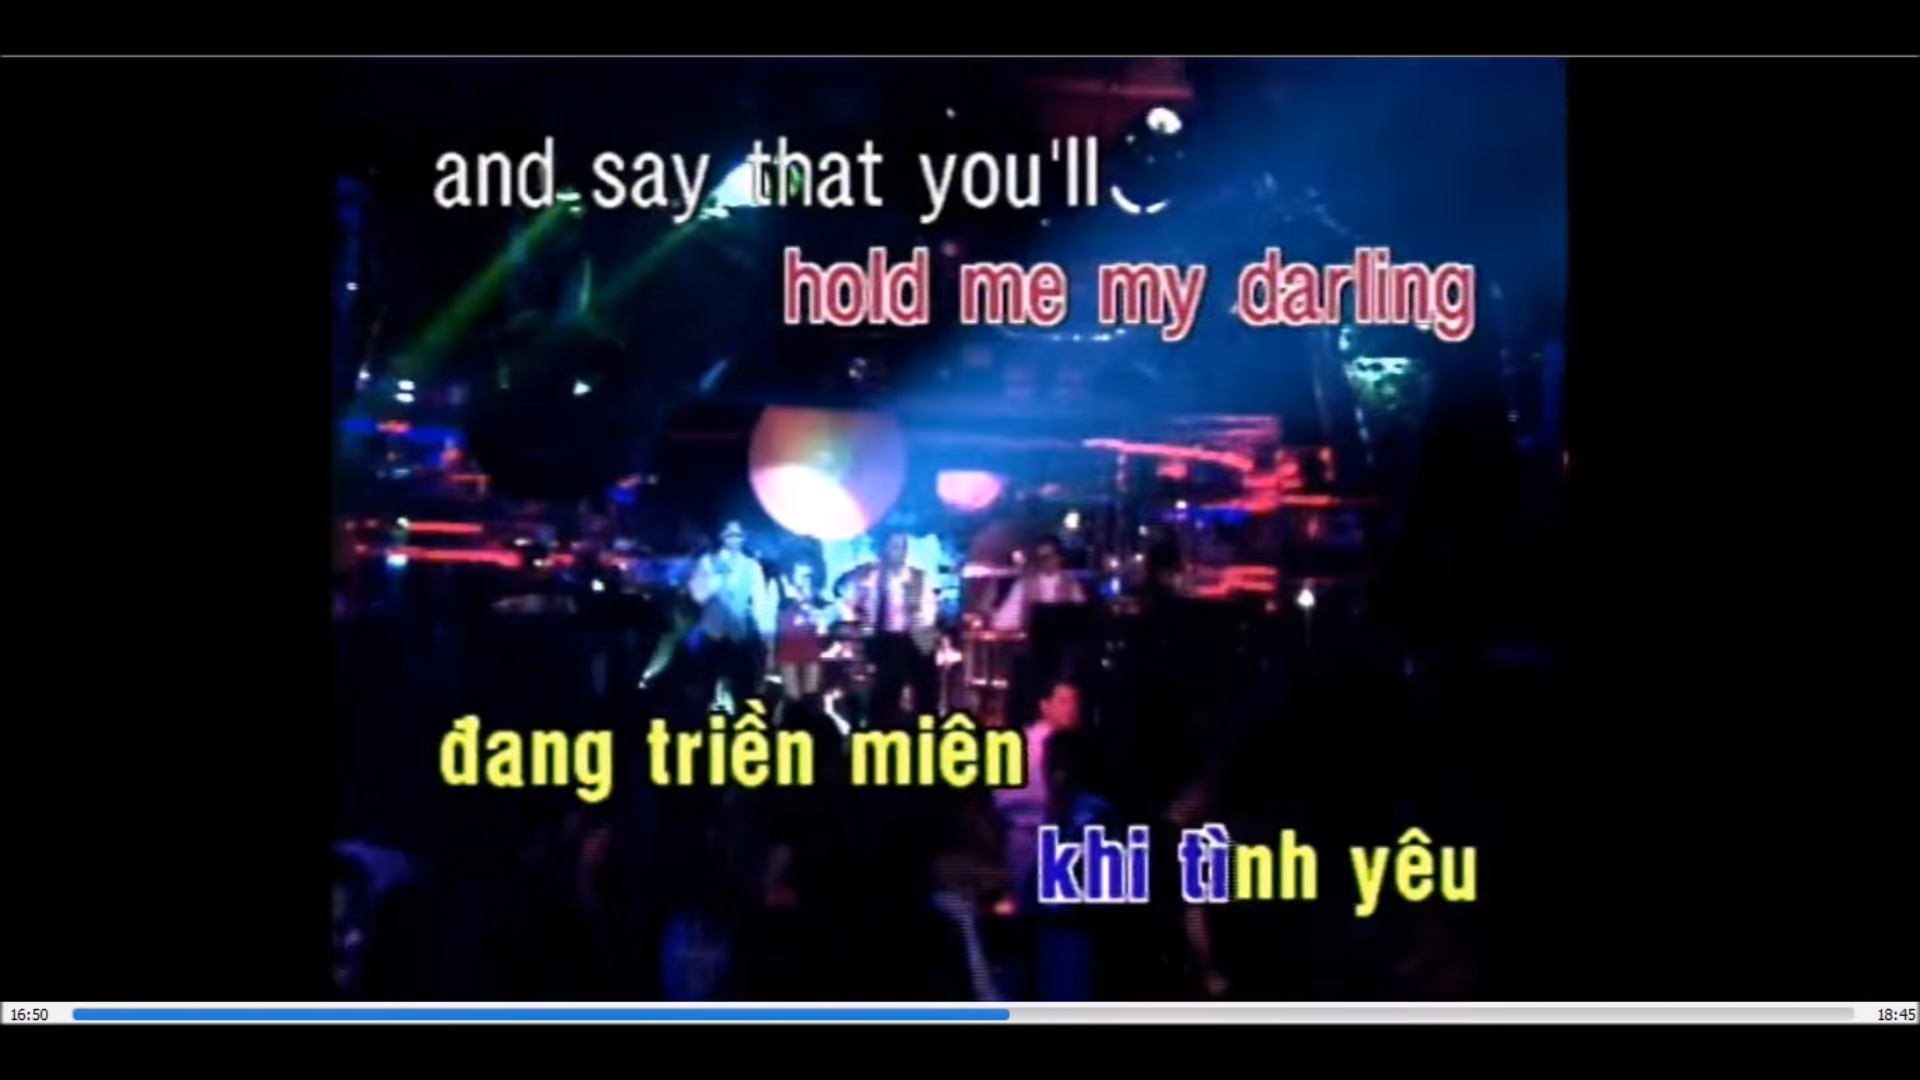 and say that you'll
hold me my darling
đang triền miên
khi tình yêu
16:50
18:45